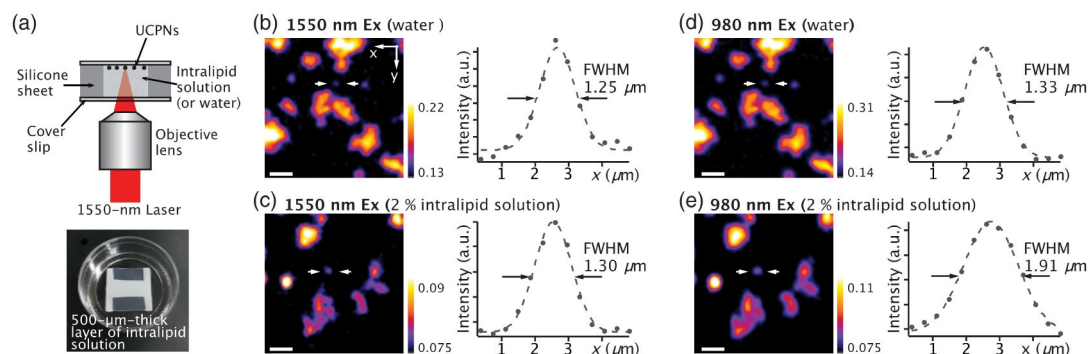 (a)
UCPNs
Silicone
sheet
Intralipid
solution
(or water)
Cover
slip
Objective
lens
1550-nm Laser
500-μm-thick
layer of intralipid
solution
(b) 1550 nm Ex (water )
x
y
0.22
0.13
Intensity (a.u.)
FWHM
1.25 μm
1 2 3 x (μm)
(c) 1550 nm Ex (2 % intralipid solution)
0.09
0.075
Intensity (a.u.)
FWHM
1.30 μm
1 2 3 x (μm)
(d) 980 nm Ex (water)
0.31
0.14
Intensity (a.u.)
FWHM
1.33 μm
1 2 3 x (μm)
(e) 980 nm Ex (2 % intralipid solution)
0.11
0.075
Intensity (a.u.)
FWHM
1.91 μm
1 2 3 x (μm)